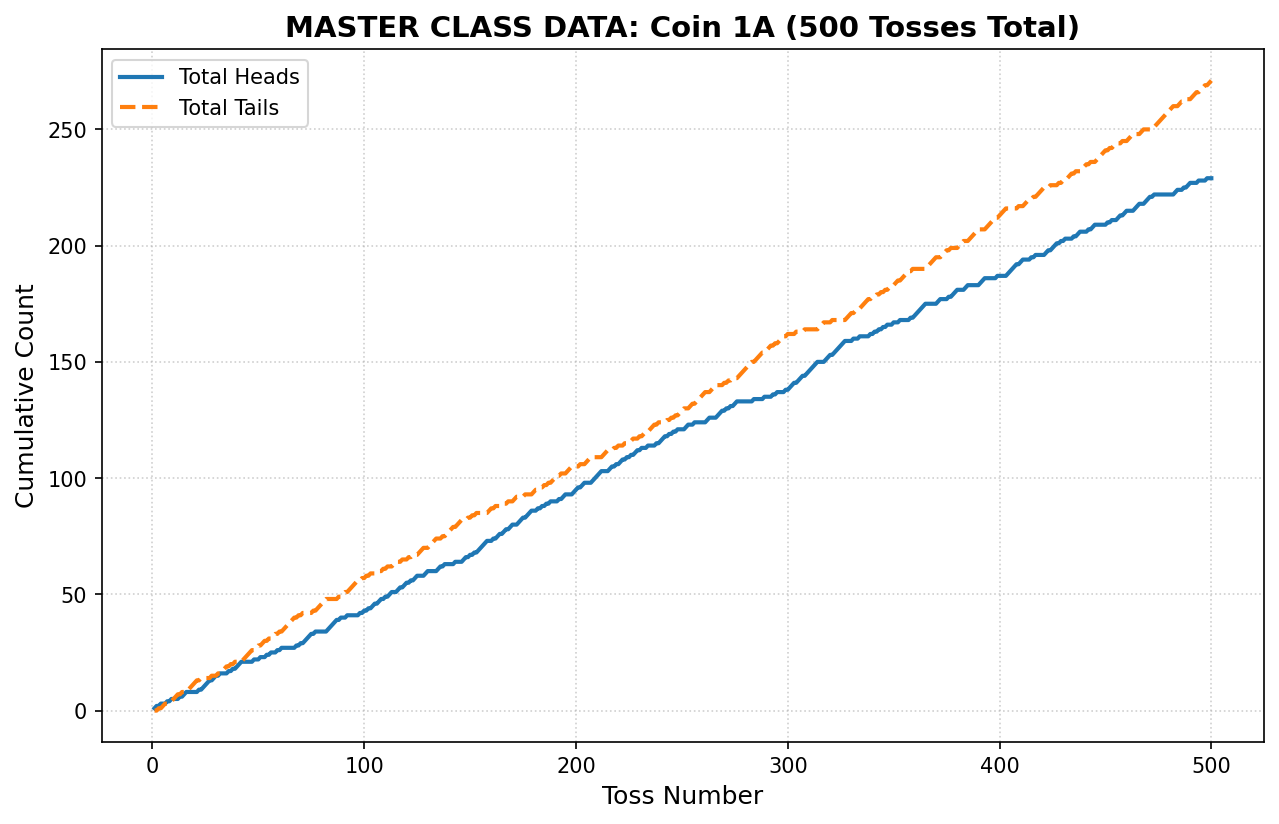 MASTER CLASS DATA: Coin 1A (500 Tosses Total)
Total Heads
Total Tails
Cumulative Count
250
200
150
100
50
0
0 100 200 300 400 500
Toss Number